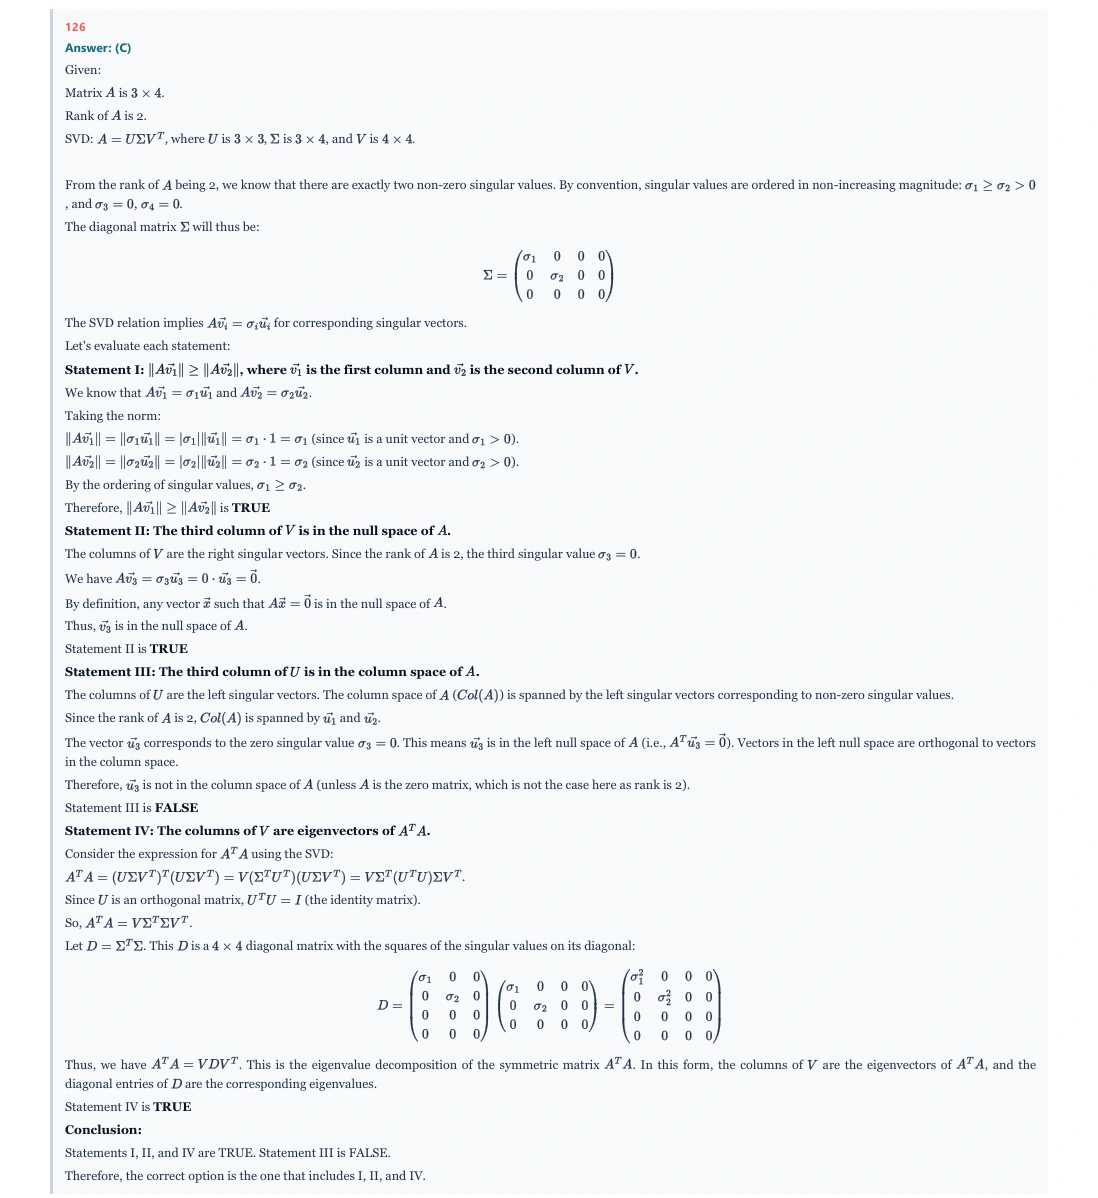 126
Answer: (C)
Given:
Matrix A is 3 × 4.
Rank of A is 2.
SVD: A = UΣV^T, where U is 3 × 3, Σ is 3 × 4, and V is 4 × 4.
From the rank of A being 2, we know that there are exactly two non-zero singular values. By convention, singular values are ordered in non-increasing magnitude: σ₁ ≥ σ₂ > 0
, and σ₃ = 0, σ₄ = 0.
The diagonal matrix Σ will thus be:
Σ = (σ₁ 0 0 0
0 σ₂ 0 0
0 0 0 0)
The SVD relation implies Av⃗ᵢ = σᵢu⃗ᵢ for corresponding singular vectors.
Let's evaluate each statement:
Statement I: ‖Av⃗₁‖ ≥ ‖Av⃗₂‖, where v⃗₁ is the first column and v⃗₂ is the second column of V.
We know that Av⃗₁ = σ₁u⃗₁ and Av⃗₂ = σ₂u⃗₂.
Taking the norm:
‖Av⃗₁‖ = ‖σ₁u⃗₁‖ = |σ₁|‖u⃗₁‖ = σ₁ · 1 = σ₁ (since u⃗₁ is a unit vector and σ₁ > 0).
‖Av⃗₂‖ = ‖σ₂u⃗₂‖ = |σ₂|‖u⃗₂‖ = σ₂ · 1 = σ₂ (since u⃗₂ is a unit vector and σ₂ > 0).
By the ordering of singular values, σ₁ ≥ σ₂.
Therefore, ‖Av⃗₁‖ ≥ ‖Av⃗₂‖ is TRUE
Statement II: The third column of V is in the null space of A.
The columns of V are the right singular vectors. Since the rank of A is 2, the third singular value σ₃ = 0.
We have Av⃗₃ = σ₃u⃗₃ = 0 · u⃗₃ = 0⃗.
By definition, any vector x⃗ such that Ax⃗ = 0⃗ is in the null space of A.
Thus, v⃗₃ is in the null space of A.
Statement II is TRUE
Statement III: The third column of U is in the column space of A.
The columns of U are the left singular vectors. The column space of A (Col(A)) is spanned by the left singular vectors corresponding to non-zero singular values.
Since the rank of A is 2, Col(A) is spanned by u⃗₁ and u⃗₂.
The vector u⃗₃ corresponds to the zero singular value σ₃ = 0. This means u⃗₃ is in the left null space of A (i.e., A^T u⃗₃ = 0⃗). Vectors in the left null space are orthogonal to vectors
in the column space.
Therefore, u⃗₃ is not in the column space of A (unless A is the zero matrix, which is not the case here as rank is 2).
Statement III is FALSE
Statement IV: The columns of V are eigenvectors of A^T A.
Consider the expression for A^T A using the SVD:
A^T A = (UΣV^T)^T(UΣV^T) = V(Σ^T U^T)(UΣV^T) = VΣ^T(U^T U)ΣV^T.
Since U is an orthogonal matrix, U^T U = I (the identity matrix).
So, A^T A = VΣ^T ΣV^T.
Let D = Σ^T Σ. This D is a 4 × 4 diagonal matrix with the squares of the singular values on its diagonal:
D = (σ₁ 0 0
0 σ₂ 0
0 0 0
0 0 0) (σ₁ 0 0 0
0 σ₂ 0 0
0 0 0 0) = (σ₁² 0 0 0
0 σ₂² 0 0
0 0 0 0
0 0 0 0)
Thus, we have A^T A = VDV^T. This is the eigenvalue decomposition of the symmetric matrix A^T A. In this form, the columns of V are the eigenvectors of A^T A, and the
diagonal entries of D are the corresponding eigenvalues.
Statement IV is TRUE
Conclusion:
Statements I, II, and IV are TRUE. Statement III is FALSE.
Therefore, the correct option is the one that includes I, II, and IV.